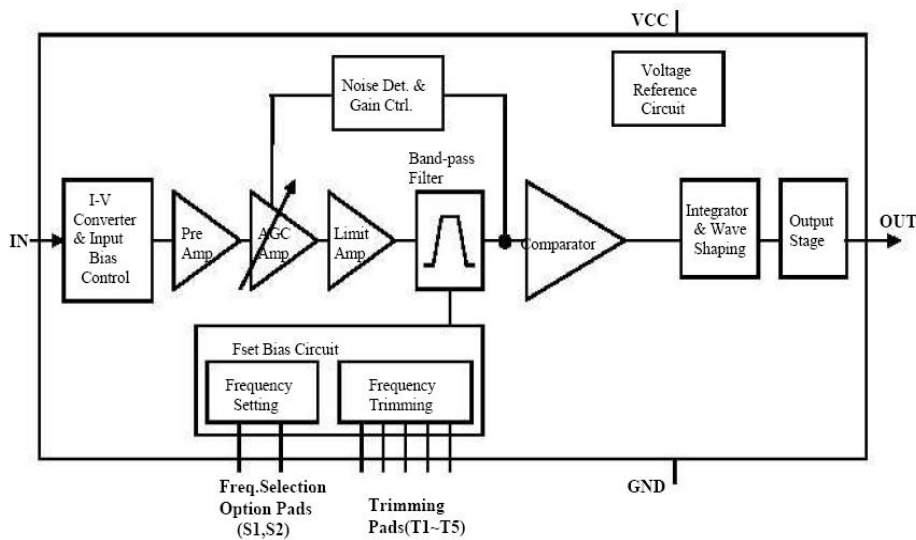 VCC
Noise Det. &
Gain Ctrl.
Voltage
Reference
Circuit
Band-pass
Filter
IN
I-V
Converter
& Input
Bias
Control
Pre
Amp
AGC
Amp
Limit
Amp
Comparator
Integrator
& Wave
Shaping
Output
Stage
OUT
Fset Bias Circuit
Frequency
Setting
Frequency
Trimming
Freq.Selection
Option Pads
(S1,S2)
Trimming
Pads(T1~T5)
GND